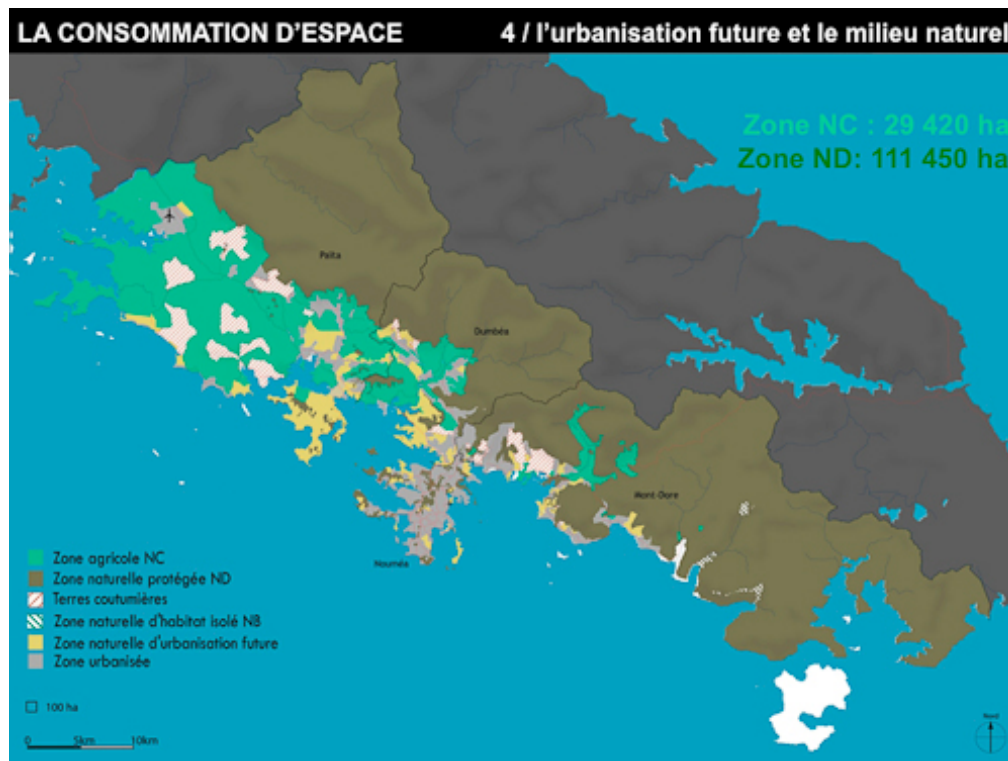 LA CONSOMMATION D'ESPACE
4 / l'urbanisation future et le milieu naturel
Zone NC : 29 420 ha
Zone ND: 111 450 ha
Païta
Dumbéa
Mont-Dore
Nouméa
Zone agricole NC
Zone naturelle protégée ND
Terres coutumières
Zone naturelle d'habitat isolé NB
Zone naturelle d'urbanisation future
Zone urbanisée
100 ha
0 5km 10km
Nord